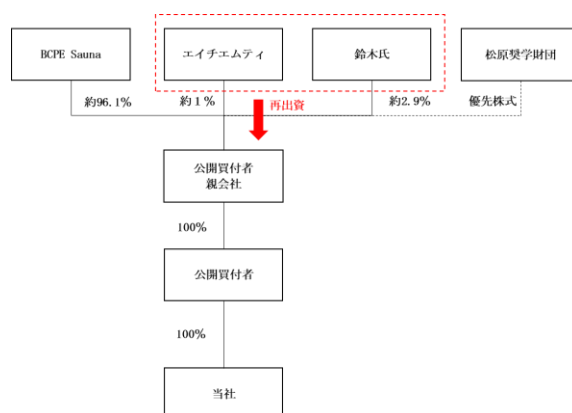 BCPE Sauna
エイチエムティ
鈴木氏
松原奨学財団
約96.1%
約1%
再出資
約2.9%
優先株式
公開買付者
親会社
100%
公開買付者
100%
当社